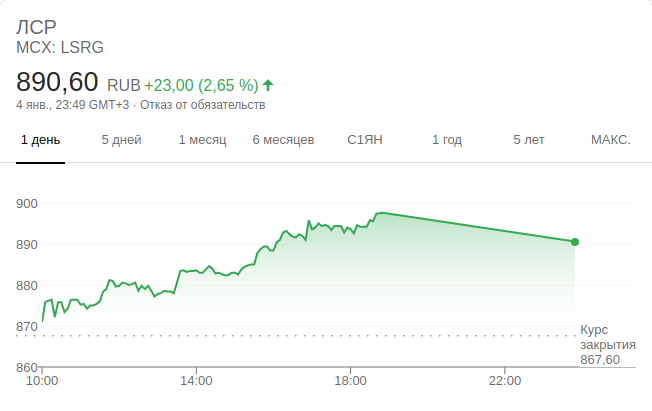 ЛСР
MCX: LSRG
890,60 RUB +23,00 (2,65 %)
4 янв., 23:49 GMT+3 · Отказ от обязательств
1 день 5 дней 1 месяц 6 месяцев С1ЯН 1 год 5 лет МАКС.
900
890
880
870
860
Курс
закрытия
867,60
10:00 14:00 18:00 22:00